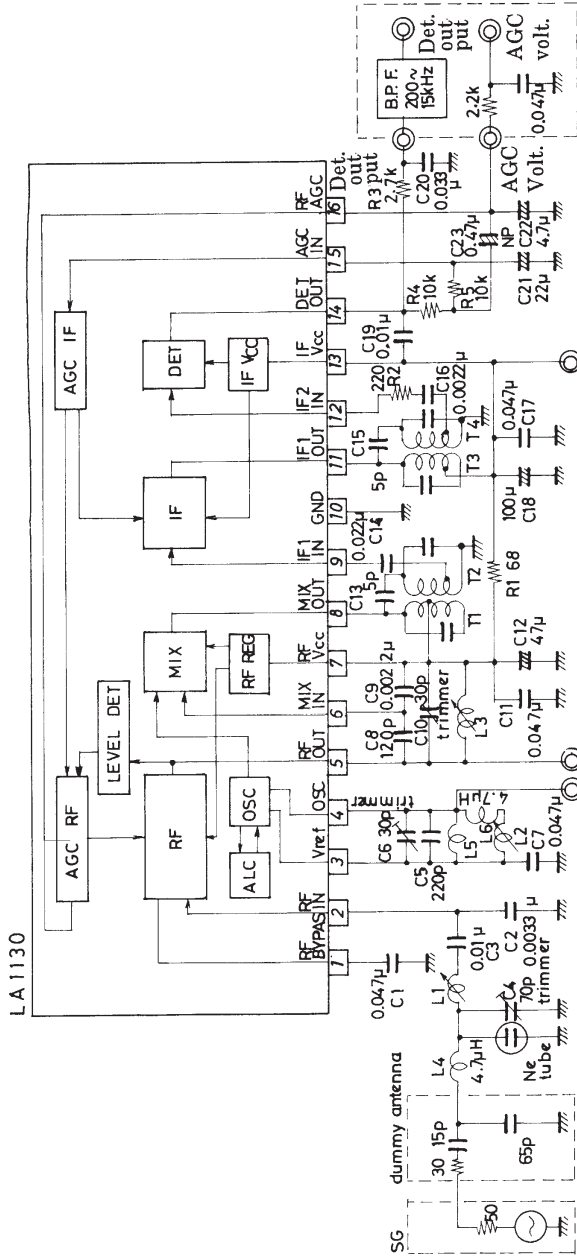 LA1130
AGC RF
LEVEL DET
RF
ALC
OSC
MIX
RF REG
AGC IF
IF
DET
IF VCC
RF BYPAS
RF IN
Vref
OSC
RF OUT
MIX IN
RF Vcc
MIX OUT
IF1 IN
GND
IF1 OUT
IF2 IN
IF Vcc
DET OUT
AGC IN
RF AGC
1
2
3
4
5
6
7
8
9
10
11
12
13
14
15
16
SG
50
dummy antenna
30
15p
65p
L4
4.7μH
Ne tube
C4
70p
trimmer
L1
0.047μ
C1
0.01μ
C3
C2
0.0033μ
C6
30p
trimmer
C5
220p
L5
4.7μH
L6
L2
C7
0.047μ
C8
120p
C9
0.0022μ
C10
30p
trimmer
L3
C11
0.047μ
C12
47μ
C13
5p
T1
T2
0.022μ
C14
R1 68
C15
5p
T3
T4
220
R2
C16
0.0022μ
100μ
C18
0.047μ
C17
C19
0.01μ
R4
10k
R5
10k
C21
22μ
C23
0.47μ
NP
C22
4.7μ
R3
2.7k
C20
0.033μ
Det. out put
AGC Volt.
B.P.F.
200~
15kHz
Det. out put
2.2k
0.047μ
AGC volt.